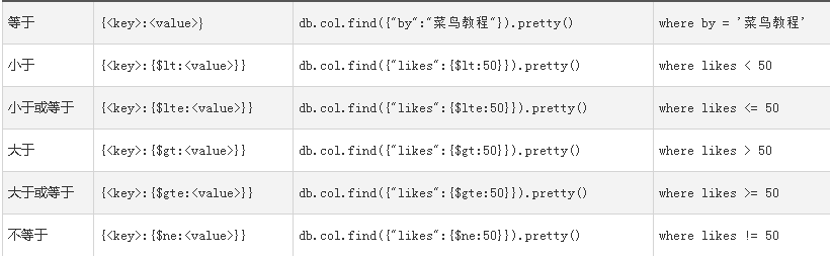 等于 {<key>:<value>} db.col.find({"by":"菜鸟教程"}).pretty() where by = '菜鸟教程'
小于 {<key>:{$lt:<value>}} db.col.find({"likes":{$lt:50}}).pretty() where likes < 50
小于或等于 {<key>:{$lte:<value>}} db.col.find({"likes":{$lte:50}}).pretty() where likes <= 50
大于 {<key>:{$gt:<value>}} db.col.find({"likes":{$gt:50}}).pretty() where likes > 50
大于或等于 {<key>:{$gte:<value>}} db.col.find({"likes":{$gte:50}}).pretty() where likes >= 50
不等于 {<key>:{$ne:<value>}} db.col.find({"likes":{$ne:50}}).pretty() where likes != 50